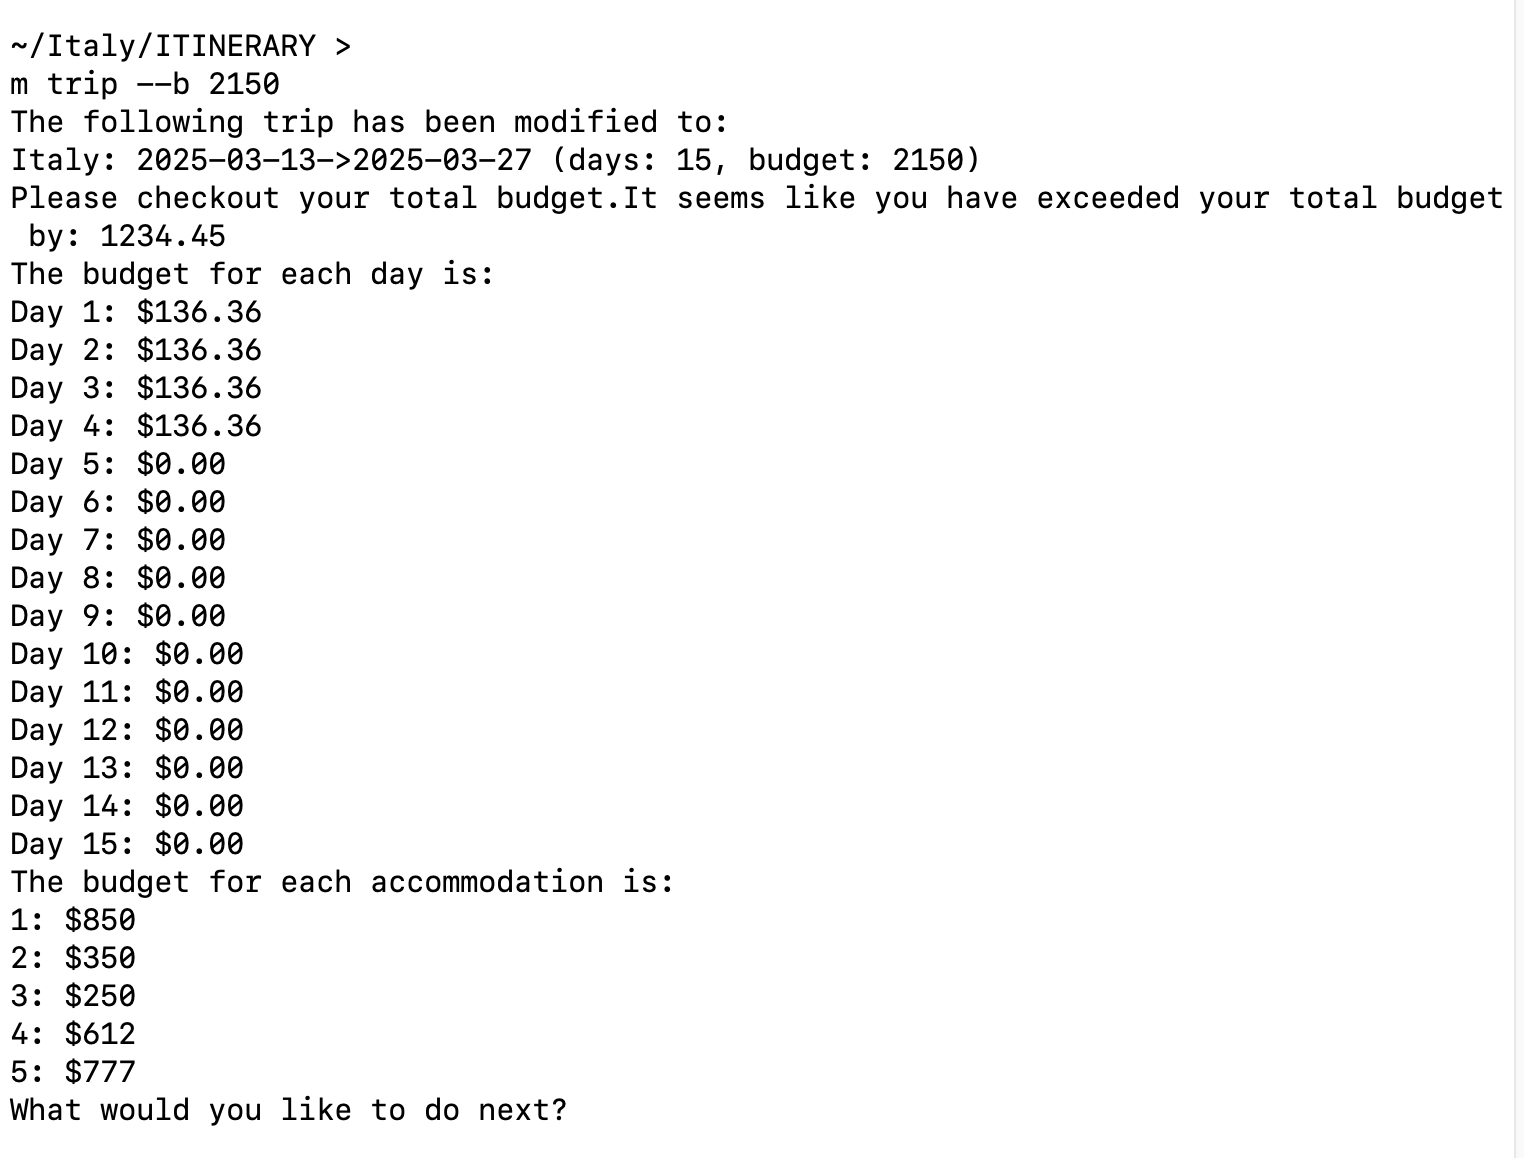 ~/Italy/ITINERARY >
m trip --b 2150
The following trip has been modified to:
Italy: 2025-03-13->2025-03-27 (days: 15, budget: 2150)
Please checkout your total budget.It seems like you have exceeded your total budget
 by: 1234.45
The budget for each day is:
Day 1: $136.36
Day 2: $136.36
Day 3: $136.36
Day 4: $136.36
Day 5: $0.00
Day 6: $0.00
Day 7: $0.00
Day 8: $0.00
Day 9: $0.00
Day 10: $0.00
Day 11: $0.00
Day 12: $0.00
Day 13: $0.00
Day 14: $0.00
Day 15: $0.00
The budget for each accommodation is:
1: $850
2: $350
3: $250
4: $612
5: $777
What would you like to do next?